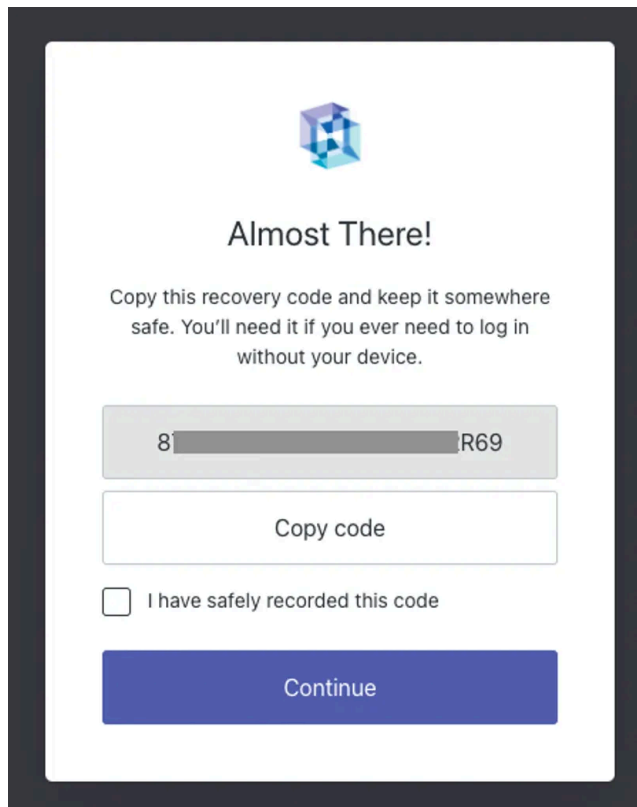 Almost There!
Copy this recovery code and keep it somewhere
safe. You’ll need it if you ever need to log in
without your device.
8 R69
Copy code
I have safely recorded this code
Continue